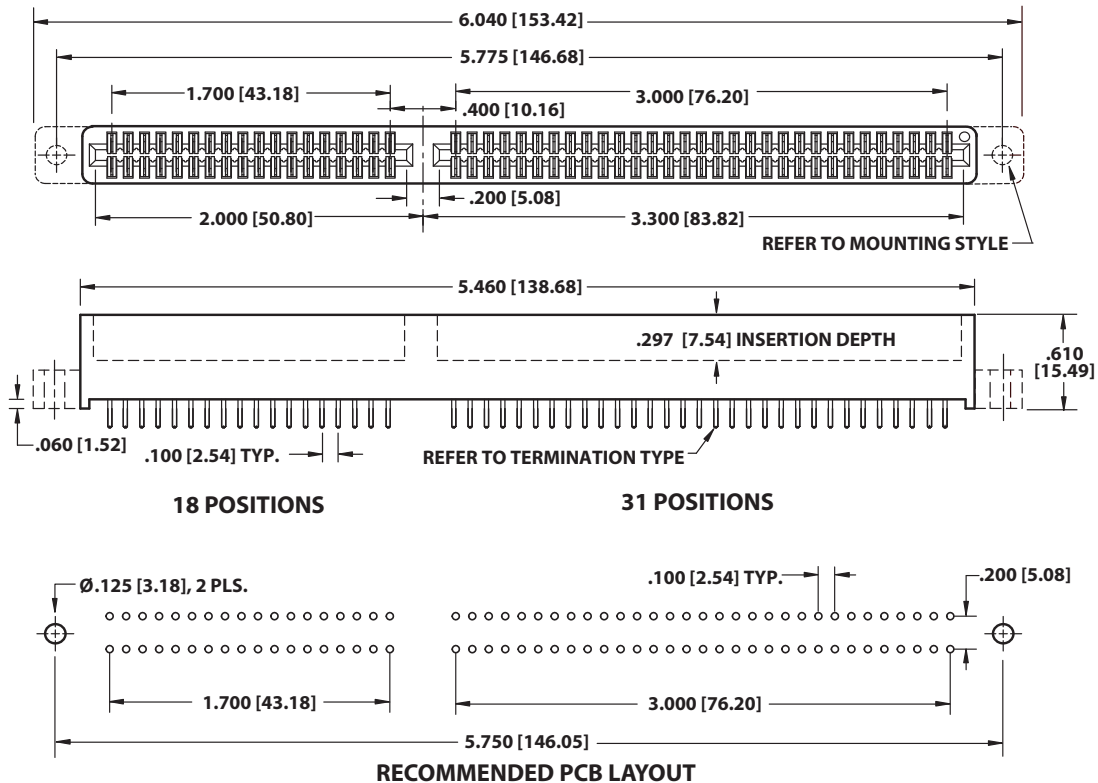 6.040 [153.42]
5.775 [146.68]
1.700 [43.18]
3.000 [76.20]
.400 [10.16]
.200 [5.08]
2.000 [50.80]
3.300 [83.82]
REFER TO MOUNTING STYLE
5.460 [138.68]
.297 [7.54] INSERTION DEPTH
.610
[15.49]
.060 [1.52]
.100 [2.54] TYP.
REFER TO TERMINATION TYPE
18 POSITIONS
31 POSITIONS
Ø.125 [3.18], 2 PLS.
.100 [2.54] TYP.
.200 [5.08]
1.700 [43.18]
3.000 [76.20]
5.750 [146.05]
RECOMMENDED PCB LAYOUT